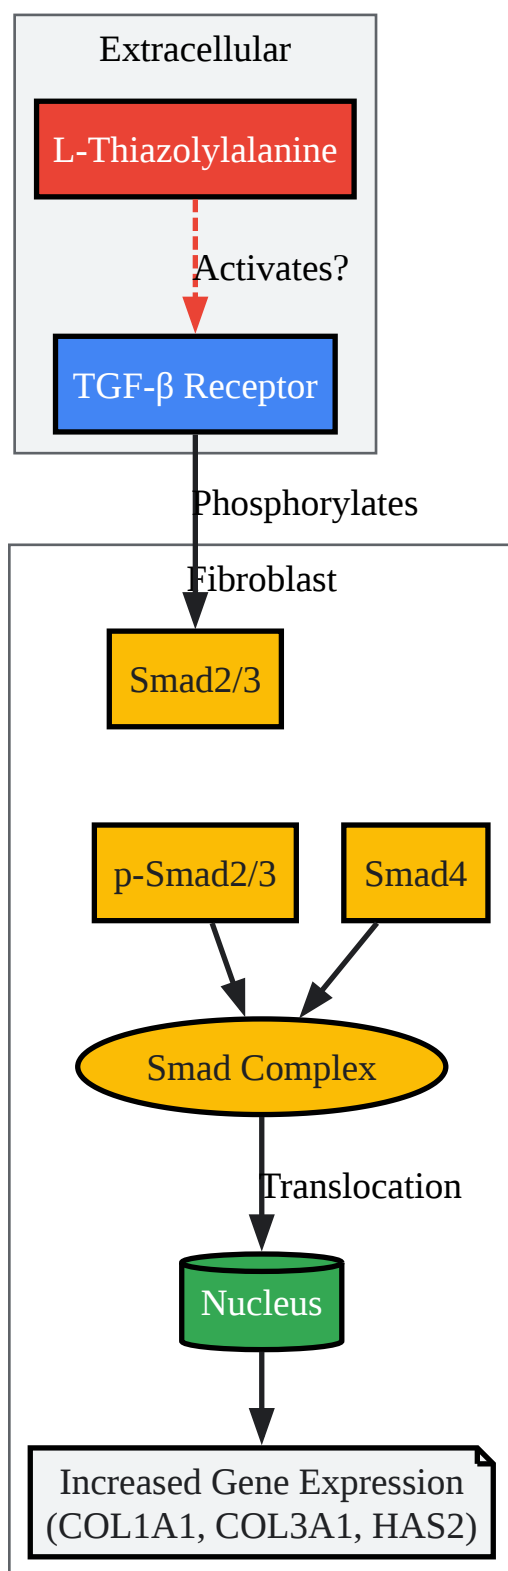 Extracellular
L-Thiazolylalanine
Activates?
TGF-β Receptor
Phosphorylates
Fibroblast
Smad2/3
p-Smad2/3
Smad4
Smad Complex
Translocation
Nucleus
Increased Gene Expression
(COL1A1, COL3A1, HAS2)